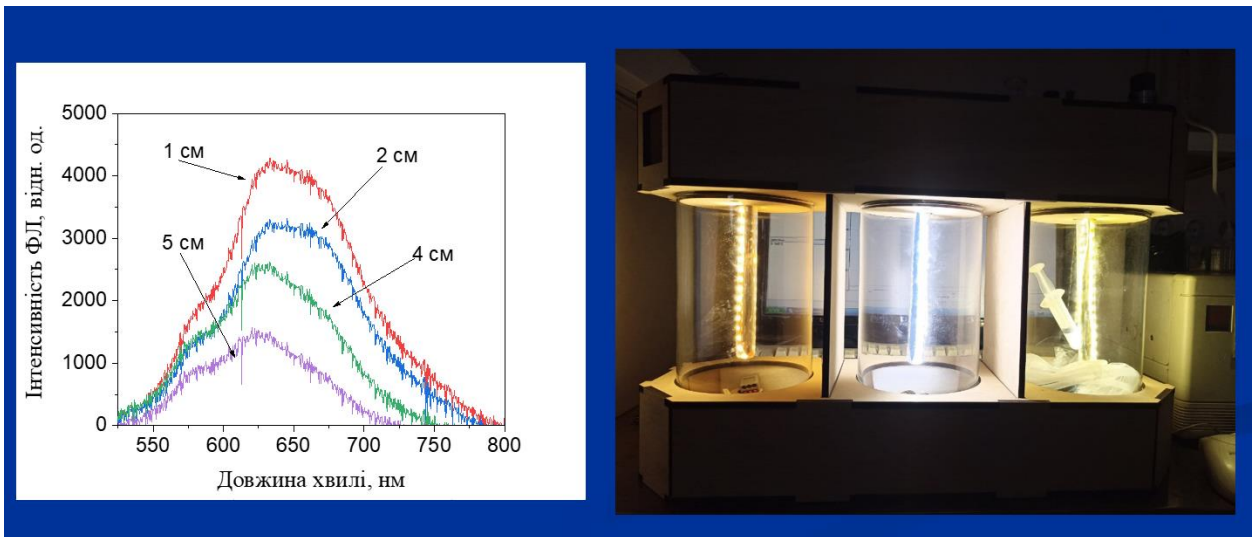 Інтенсивність ФЛ, відн. од.
5000
4000
3000
2000
1000
0
1 см
2 см
5 см
4 см
550 600 650 700 750 800
Довжина хвилі, нм